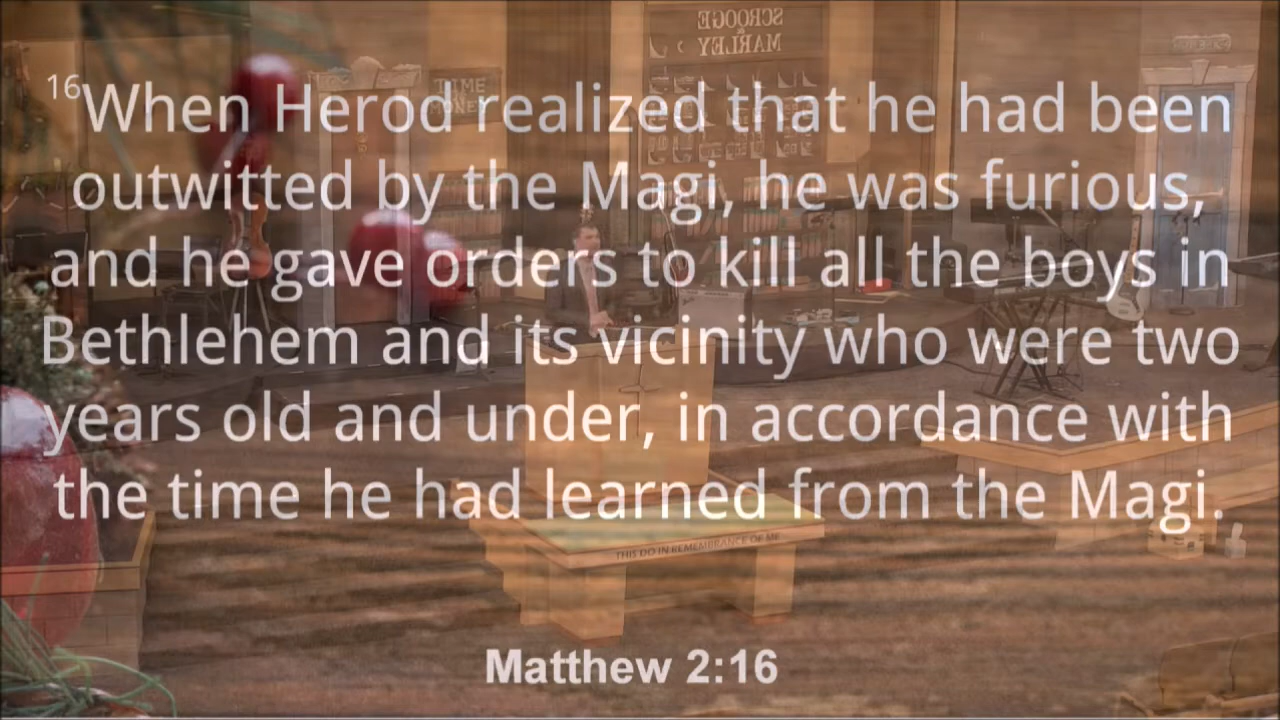 SCROOGE
&
MARLEY
TIME
16When Herod realized that he had been
outwitted by the Magi, he was furious,
and he gave orders to kill all the boys in
Bethlehem and its vicinity who were two
years old and under, in accordance with
the time he had learned from the Magi.
THIS DO IN REMEMBRANCE OF ME
Matthew 2:16